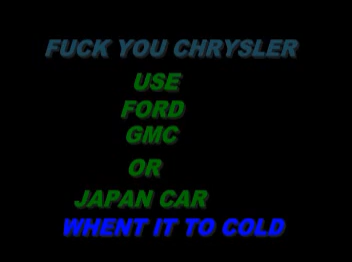 FUCK YOU CHRYSLER
USE
FORD
GMC
OR
JAPAN CAR
WHENT IT TO COLD